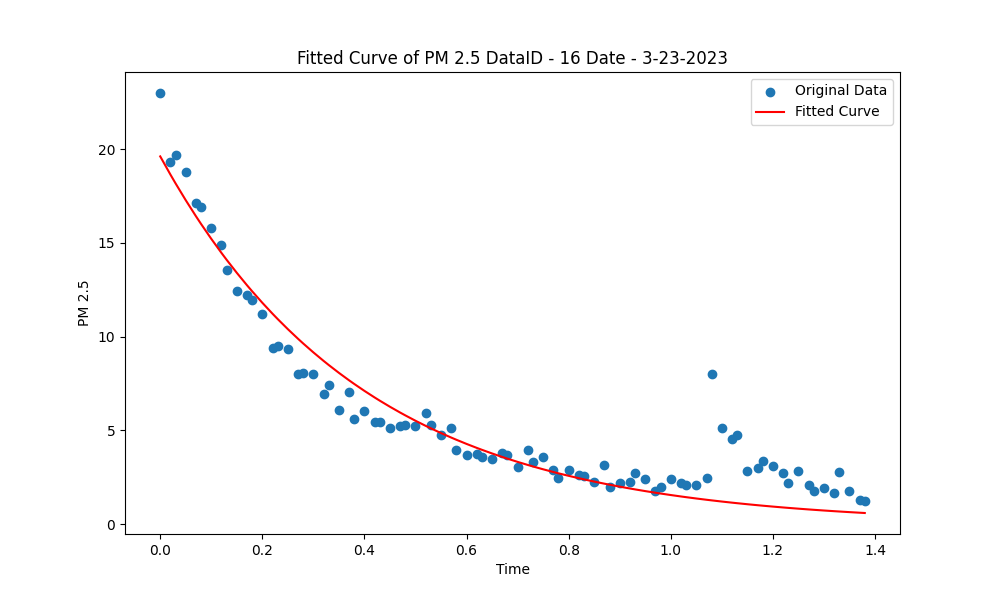 Fitted Curve of PM 2.5 DataID - 16 Date - 3-23-2023
Original Data
Fitted Curve
PM 2.5
20
15
10
5
0
0.0 0.2 0.4 0.6 0.8 1.0 1.2 1.4
Time